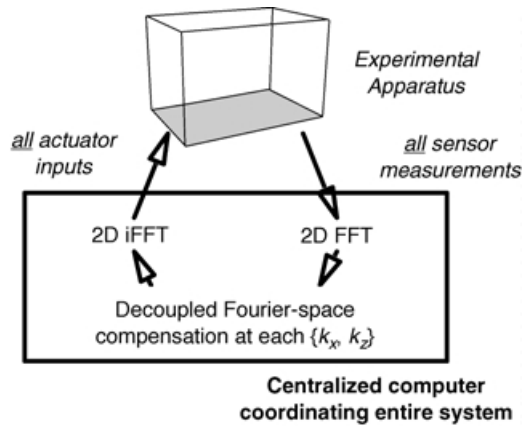 Experimental
Apparatus
all actuator
inputs
all sensor
measurements
2D iFFT
2D FFT
Decoupled Fourier-space
compensation at each {kx, kz}
Centralized computer
coordinating entire system